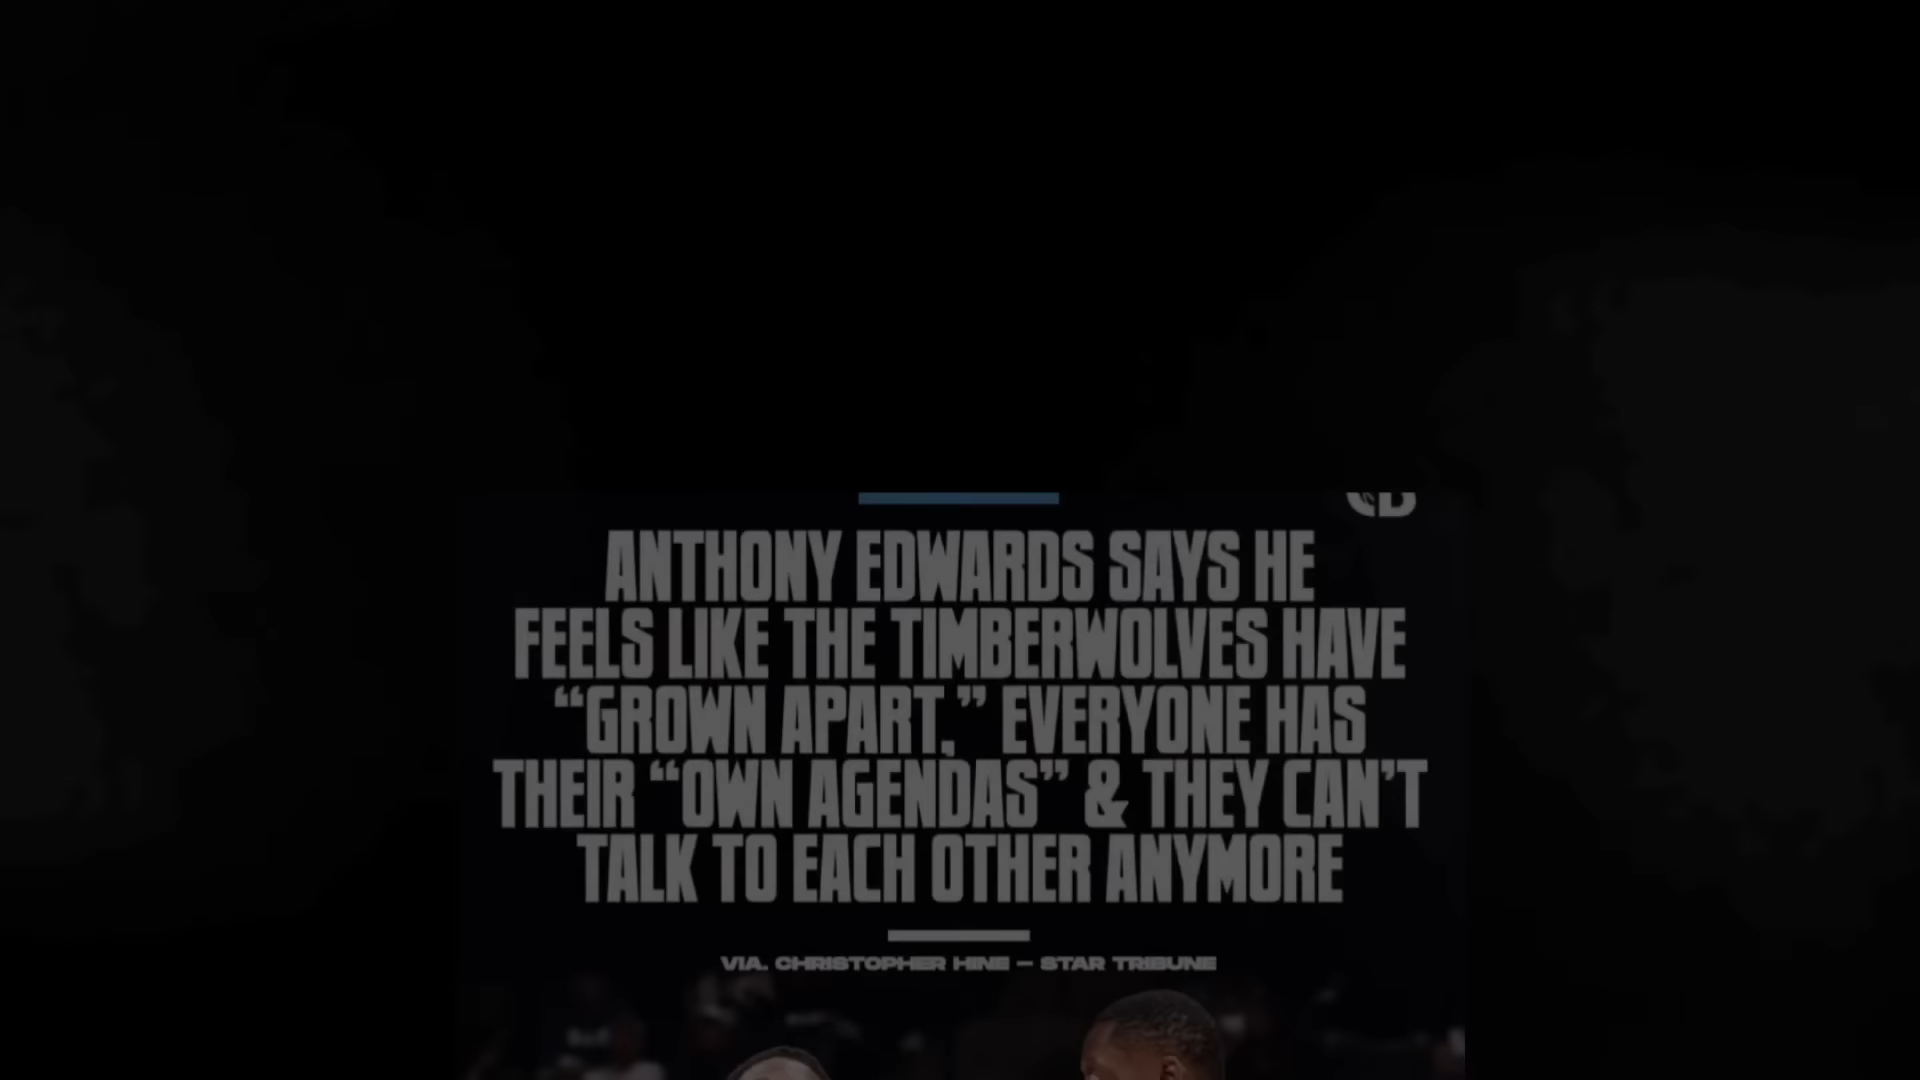 ANTHONY EDWARDS SAYS HE
FEELS LIKE THE TIMBERWOLVES HAVE
“GROWN APART,” EVERYONE HAS
THEIR “OWN AGENDAS” & THEY CAN’T
TALK TO EACH OTHER ANYMORE
VIA. CHRISTOPHER HINE – STAR TRIBUNE